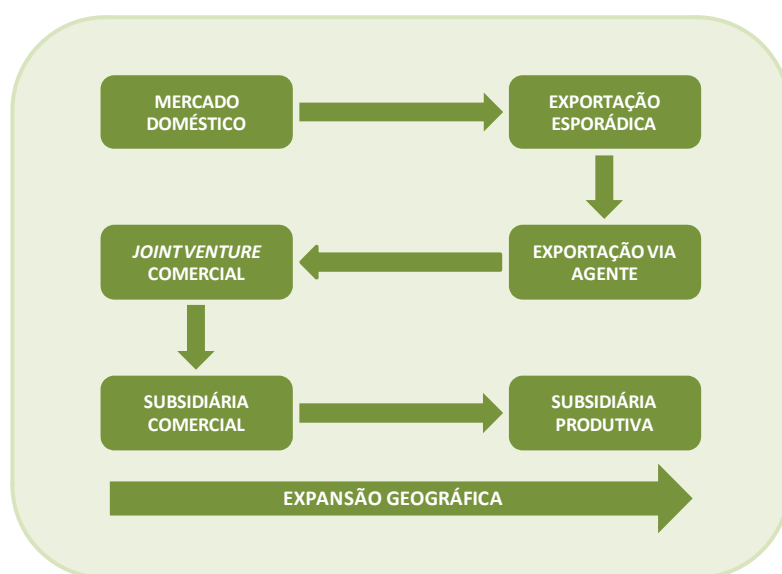 MERCADO
DOMÉSTICO
EXPORTAÇÃO
ESPORÁDICA
JOINT VENTURE
COMERCIAL
EXPORTAÇÃO VIA
AGENTE
SUBSIDIÁRIA
COMERCIAL
SUBSIDIÁRIA
PRODUTIVA
EXPANSÃO GEOGRÁFICA